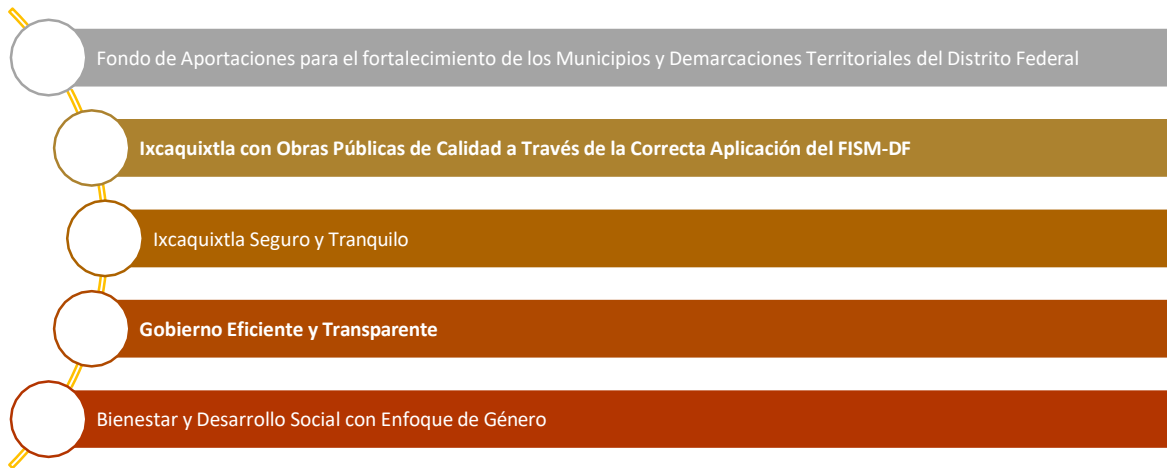 Fondo de Aportaciones para el fortalecimiento de los Municipios y Demarcaciones Territoriales del Distrito Federal
Ixcaquixtla con Obras Públicas de Calidad a Través de la Correcta Aplicación del FISM-DF
Ixcaquixtla Seguro y Tranquilo
Gobierno Eficiente y Transparente
Bienestar y Desarrollo Social con Enfoque de Género